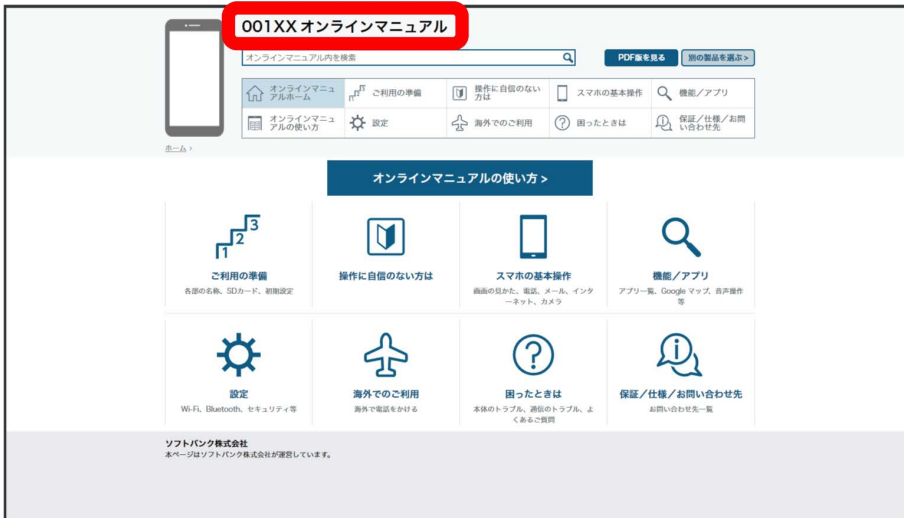 001XX オンラインマニュアル
オンラインマニュアル内を検索
PDF版を見る
別の製品を選ぶ>
オンラインマニュ
アルホーム
ご利用の準備
操作に自信のない
方は
スマホの基本操作
機能/アプリ
オンラインマニュ
アルの使い方
設定
海外でのご利用
困ったときは
保証/仕様/お問
い合わせ先
ホーム ›
オンラインマニュアルの使い方 >
1 2 3
ご利用の準備
各部の名称、SDカード、初期設定
操作に自信のない方は
スマホの基本操作
画面の見かた、電話、メール、インタ
ーネット、カメラ
機能/アプリ
アプリ一覧、Google マップ、音声操作
等
設定
Wi-Fi、Bluetooth、セキュリティ等
海外でのご利用
海外で電話をかける
困ったときは
本体のトラブル、通信のトラブル、よ
くあるご質問
保証/仕様/お問い合わせ先
お問い合わせ先一覧
ソフトバンク株式会社
本ページはソフトバンク株式会社が運営しています。